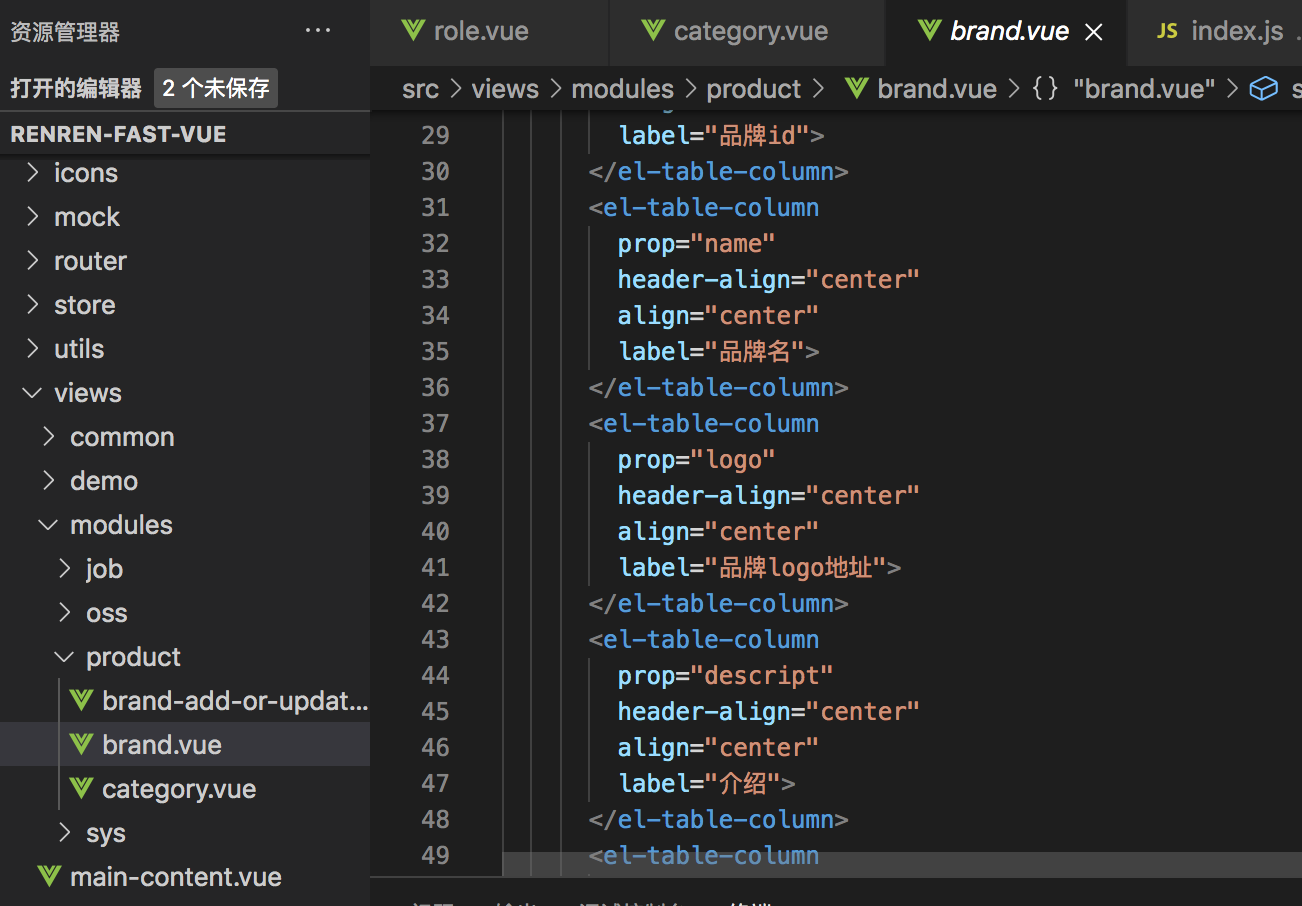 资源管理器 ···
打开的编辑器 2 个未保存
RENREN-FAST-VUE
icons
mock
router
store
utils
views
common
demo
modules
job
oss
product
brand-add-or-updat...
brand.vue
category.vue
sys
main-content.vue
role.vue category.vue brand.vue JS index.js
src > views > modules > product > brand.vue > {} "brand.vue" >
29 label="品牌id">
30 </el-table-column>
31 <el-table-column
32 prop="name"
33 header-align="center"
34 align="center"
35 label="品牌名">
36 </el-table-column>
37 <el-table-column
38 prop="logo"
39 header-align="center"
40 align="center"
41 label="品牌logo地址">
42 </el-table-column>
43 <el-table-column
44 prop="descript"
45 header-align="center"
46 align="center"
47 label="介绍">
48 </el-table-column>
49 <el-table-column